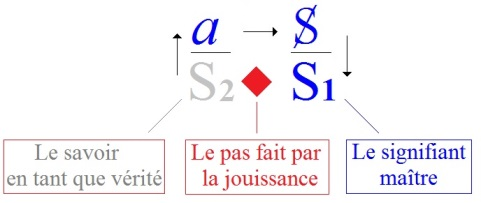 a → $
S2 ◆ S1
Le savoir
en tant que vérité
Le pas fait par
la jouissance
Le signifiant
maître